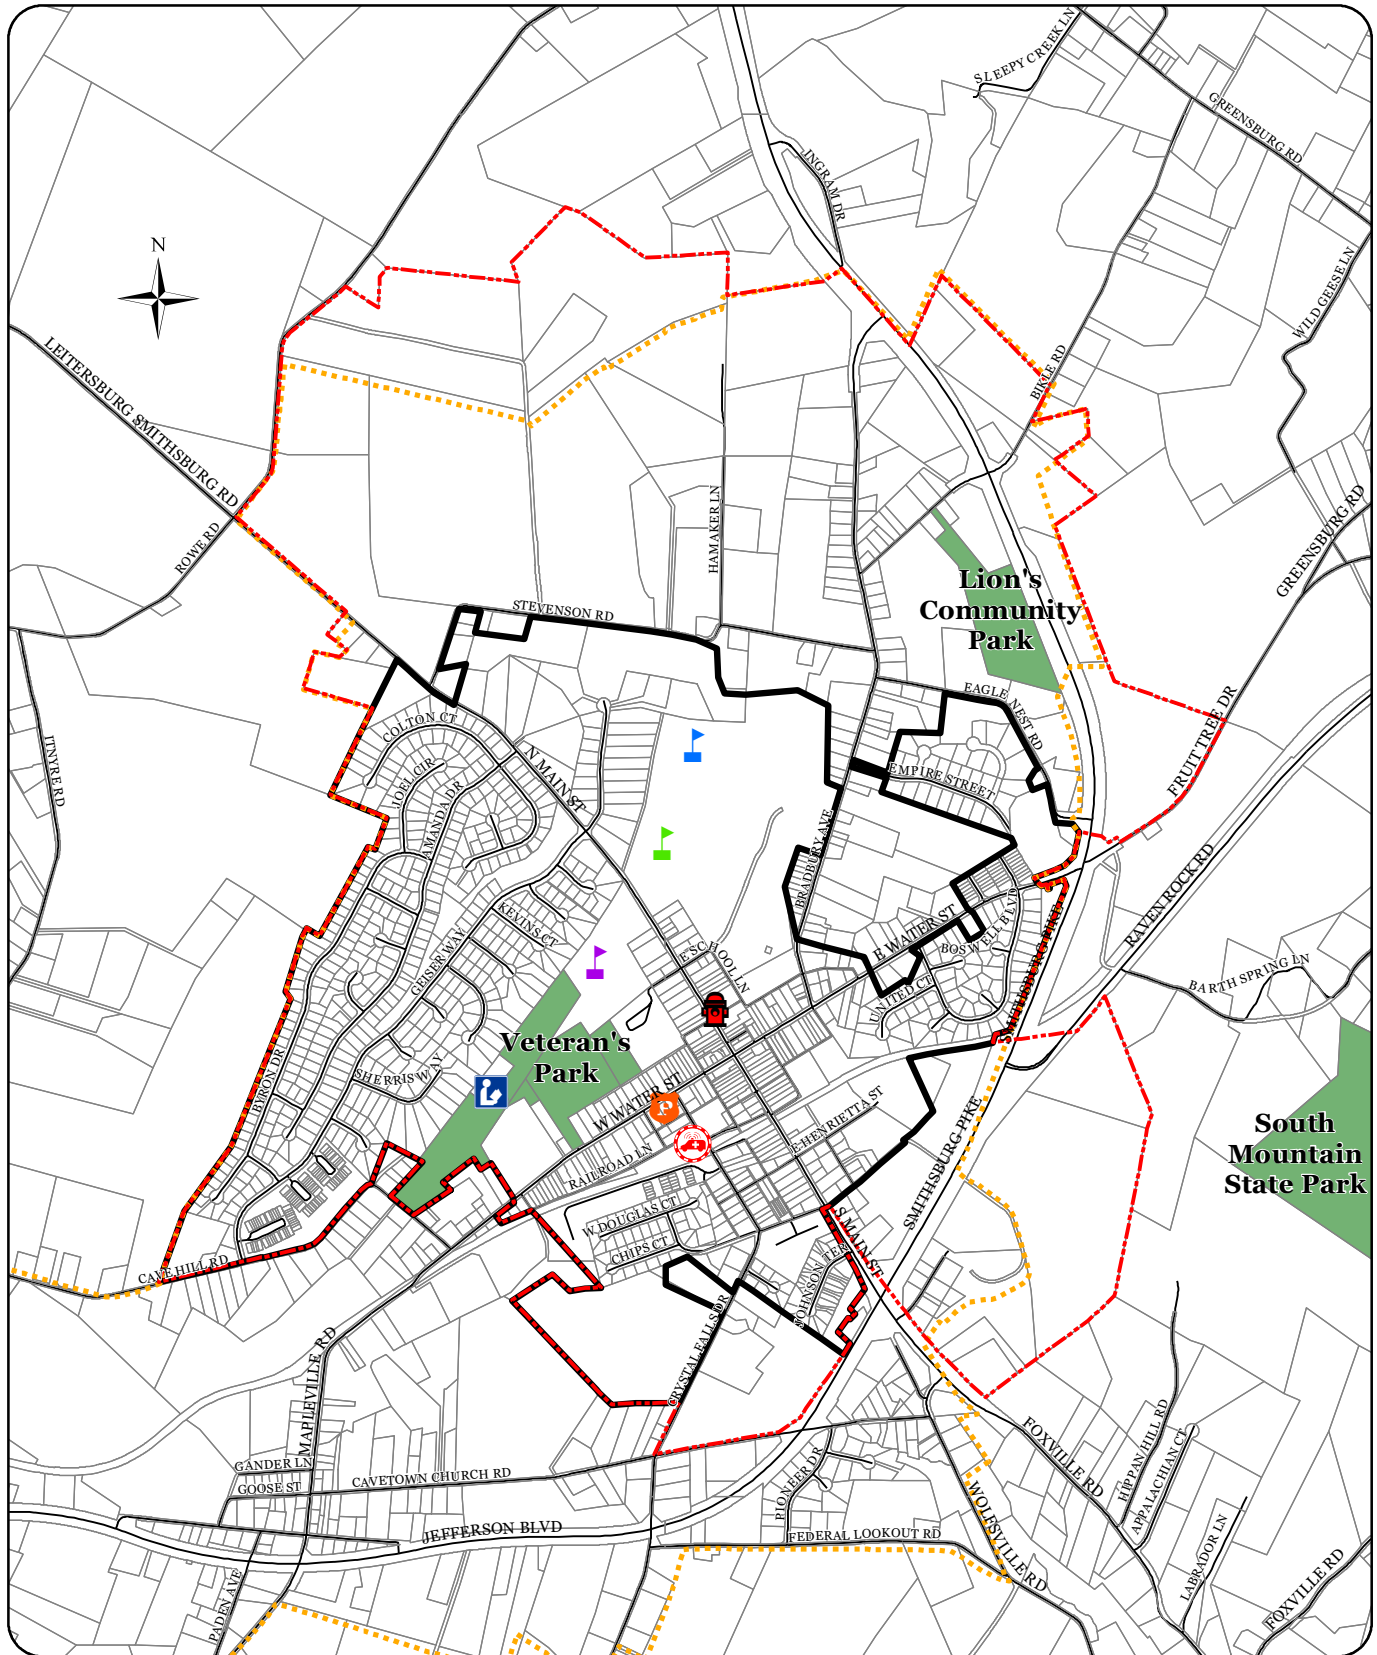 SLEEPY CREEK LN
GREENSBURG RD
INGRAM DR
N
WILD GEESE LN
LEITERSBURG SMITHSBURG RD
BIKLE RD
ROWE RD
HAMAKER LN
GREENSBURG RD
Lion's
Community
Park
STEVENSON RD
EAGLE NEST RD
COLTON CT
FRUIT TREE DR
ITNYRE RD
JOEL CIR
AMANDA DR
N MAIN ST
EMPIRE STREET
BRADBURY AVE
RAVEN ROCK RD
KEVINS CT
GEISER WAY
E SCHOOL LN
E WATER ST
BOSWELL BLVD
SMITHSBURG PIKE
BARTH SPRING LN
UNITED CT
Veteran's
Park
BYRON DR
SHERRIS WAY
W WATER ST
E HENRIETTA ST
SMITHSBURG PIKE
South
Mountain
State Park
RAILROAD LN
W DOUGLAS CT
CHIPS CT
S MAIN ST
CAVE HILL RD
JOHNSON TER
CRYSTAL FALLS DR
MAPLEVILLE RD
FOXVILLE RD
HIPPAN HILL RD
APPALACHIAN CT
GANDER LN
GOOSE ST
CAVETOWN CHURCH RD
PIONEER DR
WOLFSVILLE RD
JEFFERSON BLVD
FEDERAL LOOKOUT RD
LABRADOR LN
PADEN AVE
FOXVILLE RD